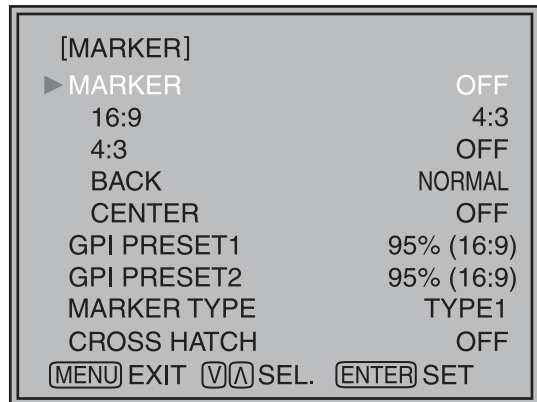 [MARKER]
▶ MARKER OFF
16:9 4:3
4:3 OFF
BACK NORMAL
CENTER OFF
GPI PRESET1 95% (16:9)
GPI PRESET2 95% (16:9)
MARKER TYPE TYPE1
CROSS HATCH OFF
MENU EXIT V Λ SEL. ENTER SET